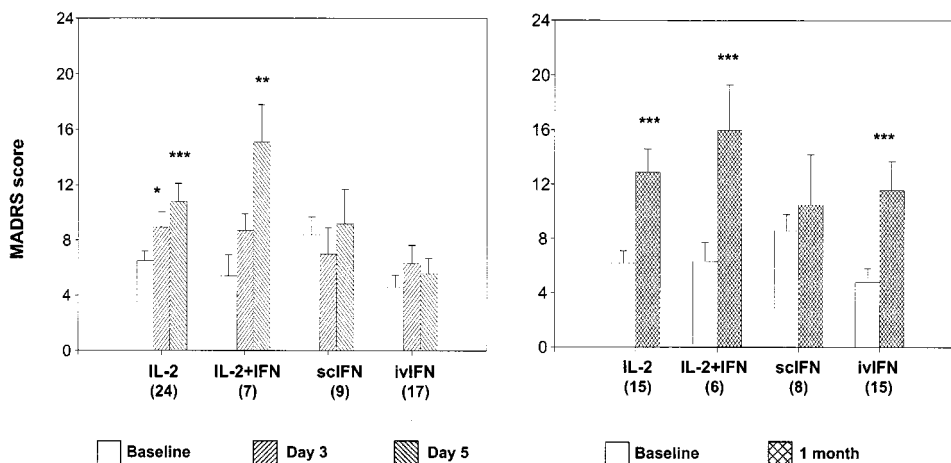 MADRS score
24
20
16
12
8
4
0
*
***
**
IL-2
(24)
IL-2+IFN
(7)
scIFN
(9)
ivIFN
(17)
Baseline
Day 3
Day 5
24
20
16
12
8
4
0
***
***
***
IL-2
(15)
IL-2+IFN
(6)
scIFN
(8)
ivIFN
(15)
Baseline
1 month